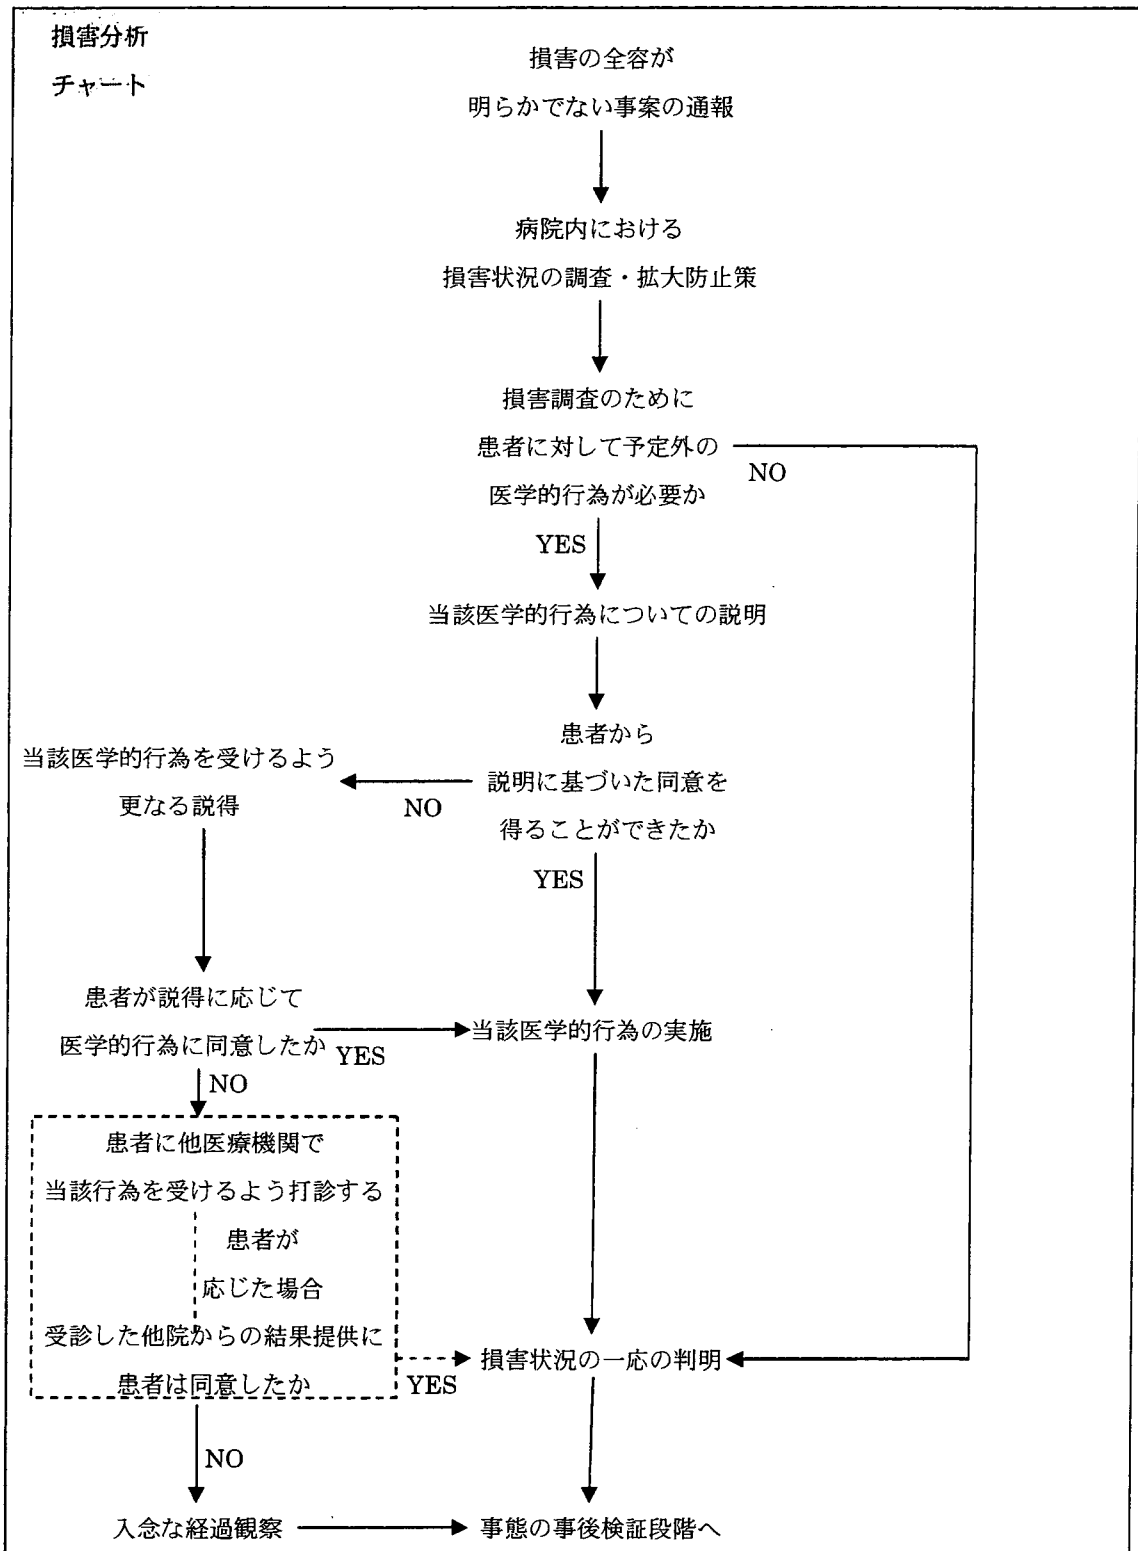 損害分析
チャート
損害の全容が
明らかでない事案の通報
病院内における
損害状況の調査・拡大防止策
損害調査のために
患者に対して予定外の
NO
医学的行為が必要か
YES
当該医学的行為についての説明
患者から
説明に基づいた同意を
得ることができたか
NO
YES
当該医学的行為を受けるよう
更なる説得
患者が説得に応じて
医学的行為に同意したか
YES
当該医学的行為の実施
NO
患者に他医療機関で
当該行為を受けるよう打診する
患者が
応じた場合
受診した他院からの結果提供に
患者は同意したか
YES
損害状況の一応の判明
NO
入念な経過観察
事態の事後検証段階へ